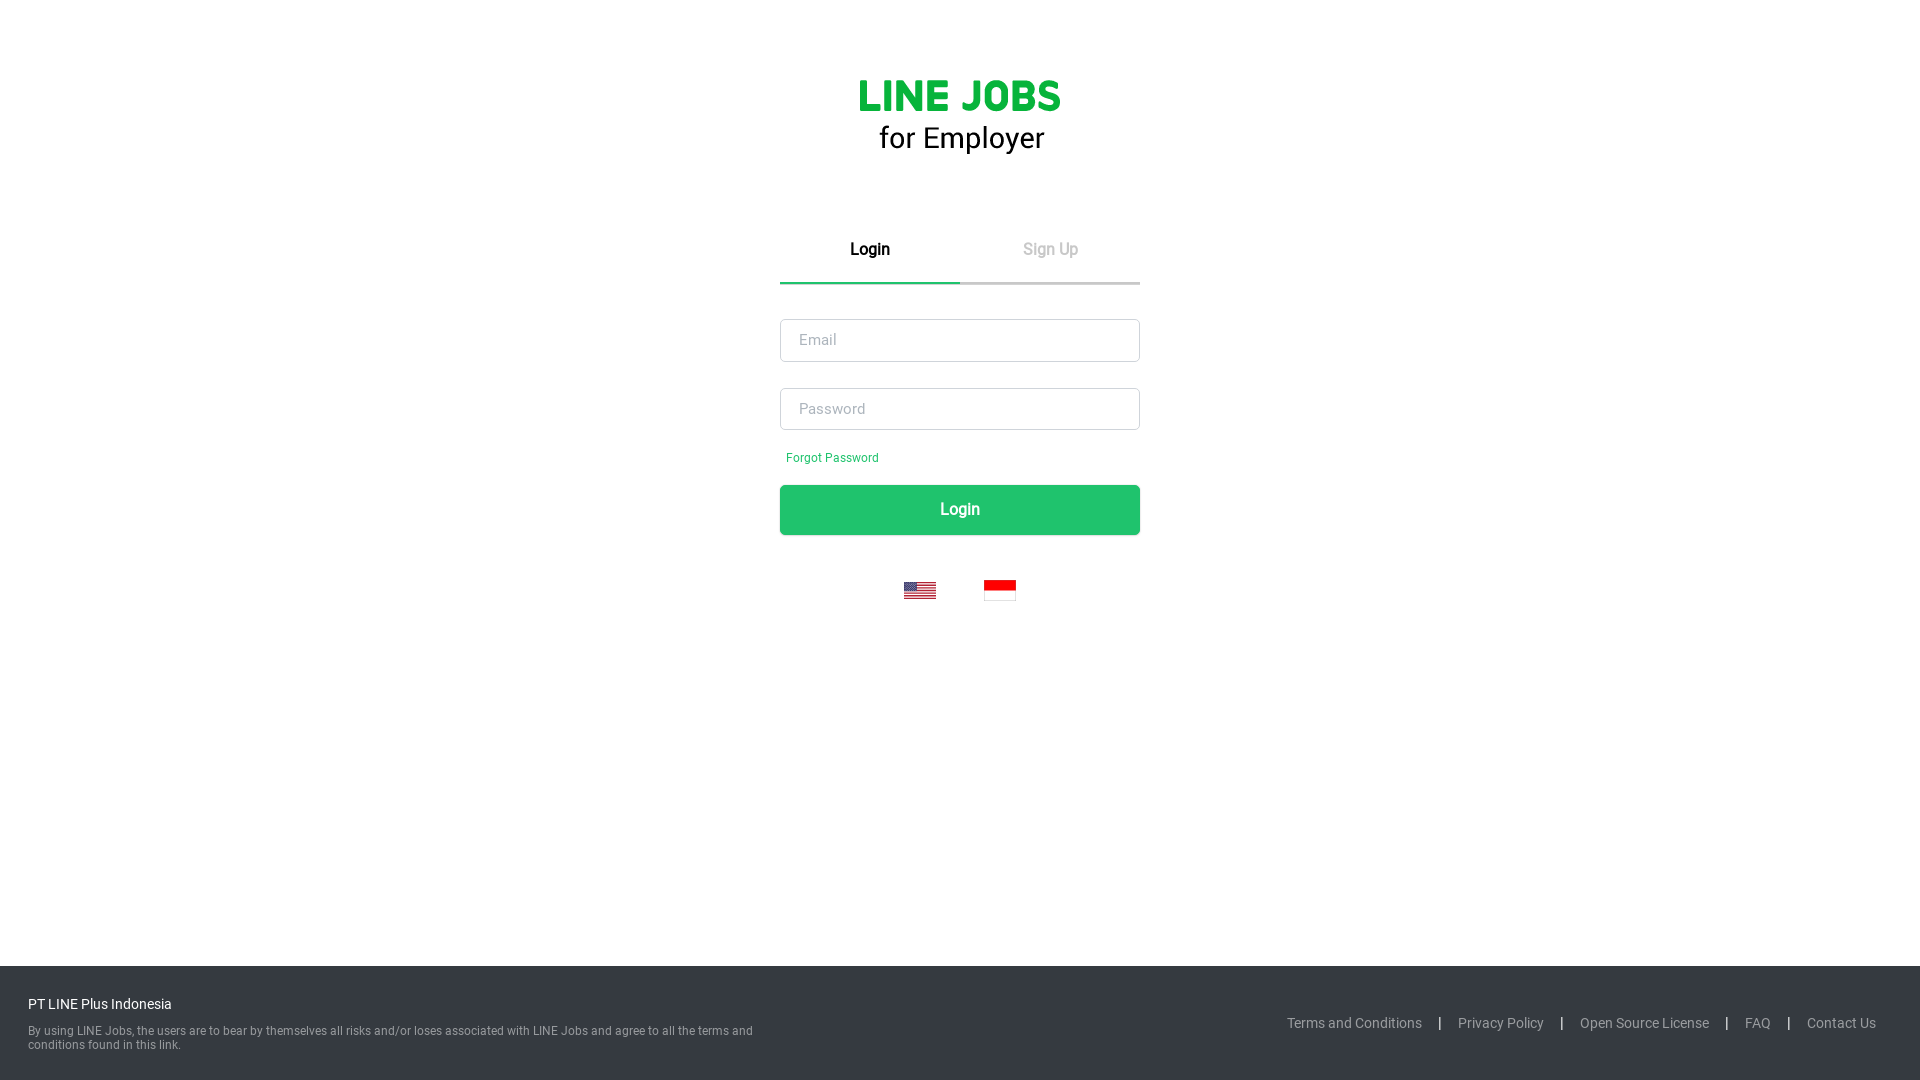 LINE JOBS
for Employer
Login
Sign Up
Email
Password
Forgot Password
Login
PT LINE Plus Indonesia
By using LINE Jobs, the users are to bear by themselves all risks and/or loses associated with LINE Jobs and agree to all the terms and
conditions found in this link.
Terms and Conditions | Privacy Policy | Open Source License | FAQ | Contact Us